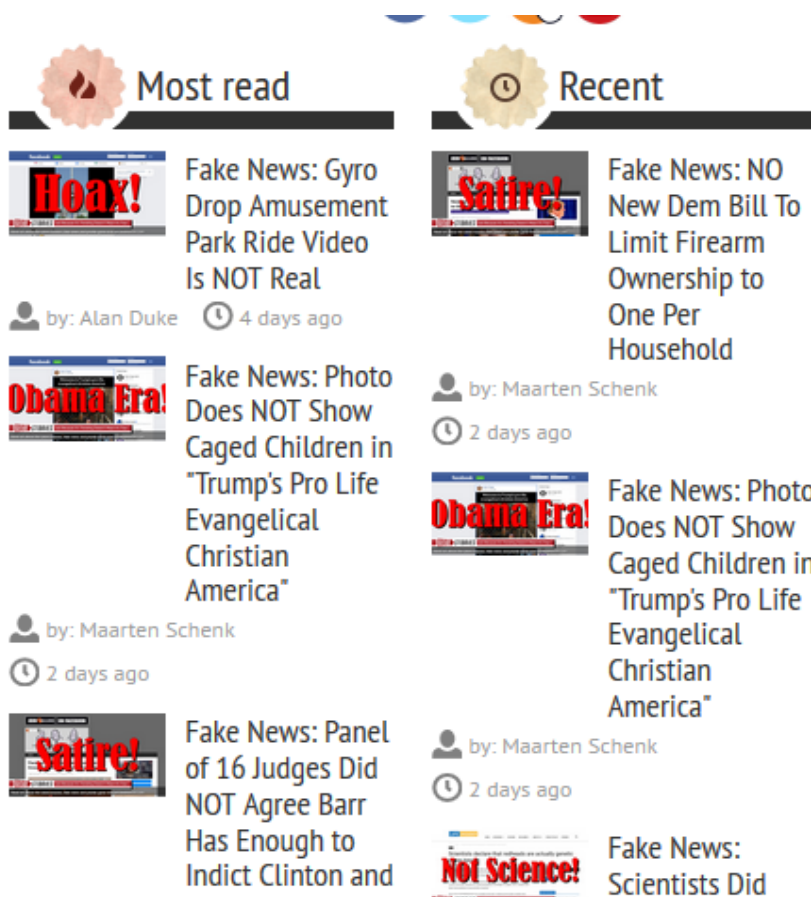 Most read
Hoax!
Fake News: Gyro
Drop Amusement
Park Ride Video
Is NOT Real
by: Alan Duke 4 days ago
Obama Era!
Fake News: Photo
Does NOT Show
Caged Children in
"Trump's Pro Life
Evangelical
Christian
America"
by: Maarten Schenk
2 days ago
Satire!
Fake News: Panel
of 16 Judges Did
NOT Agree Barr
Has Enough to
Indict Clinton and
Recent
Satire!
Fake News: NO
New Dem Bill To
Limit Firearm
Ownership to
One Per
Household
by: Maarten Schenk
2 days ago
Obama Era!
Fake News: Photo
Does NOT Show
Caged Children in
"Trump's Pro Life
Evangelical
Christian
America"
by: Maarten Schenk
2 days ago
Not Science!
Fake News:
Scientists Did